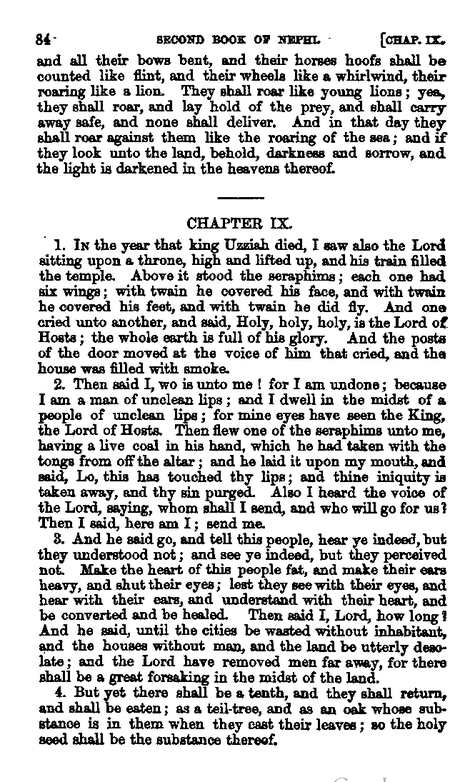 84 SECOND BOOK OF NEPHI. [CHAP. IX.
and all their bows bent, and their horses hoofs shall be
counted like flint, and their wheels like a whirlwind, their
roaring like a lion. They shall roar like young lions; yea,
they shall roar, and lay hold of the prey, and shall carry
away safe, and none shall deliver. And in that day they
shall roar against them like the roaring of the sea; and if
they look unto the land, behold, darkness and sorrow, and
the light is darkened in the heavens thereof.
CHAPTER IX.
1. IN the year that king Uzziah died, I saw also the Lord
sitting upon a throne, high and lifted up, and his train filled
the temple. Above it stood the seraphims; each one had
six wings; with twain he covered his face, and with twain
he covered his feet, and with twain he did fly. And one
cried unto another, and said, Holy, holy, holy, is the Lord of
Hosts; the whole earth is full of his glory. And the posts
of the door moved at the voice of him that cried, and the
house was filled with smoke.
2. Then said I, wo is unto me! for I am undone; because
I am a man of unclean lips; and I dwell in the midst of a
people of unclean lips; for mine eyes have seen the King,
the Lord of Hosts. Then flew one of the seraphims unto me,
having a live coal in his hand, which he had taken with the
tongs from off the altar; and he laid it upon my mouth, and
said, Lo, this has touched thy lips; and thine iniquity is
taken away, and thy sin purged. Also I heard the voice of
the Lord, saying, whom shall I send, and who will go for us?
Then I said, here am I; send me.
3. And he said go, and tell this people, hear ye indeed, but
they understood not; and see ye indeed, but they perceived
not. Make the heart of this people fat, and make their ears
heavy, and shut their eyes; lest they see with their eyes, and
hear with their ears, and understand with their heart, and
be converted and be healed. Then said I, Lord, how long?
And he said, until the cities be wasted without inhabitant,
and the houses without man, and the land be utterly deso-
late; and the Lord have removed men far away, for there
shall be a great forsaking in the midst of the land.
4. But yet there shall be a tenth, and they shall return,
and shall be eaten; as a teil-tree, and as an oak whose sub-
stance is in them when they cast their leaves; so the holy
seed shall be the substance thereof.